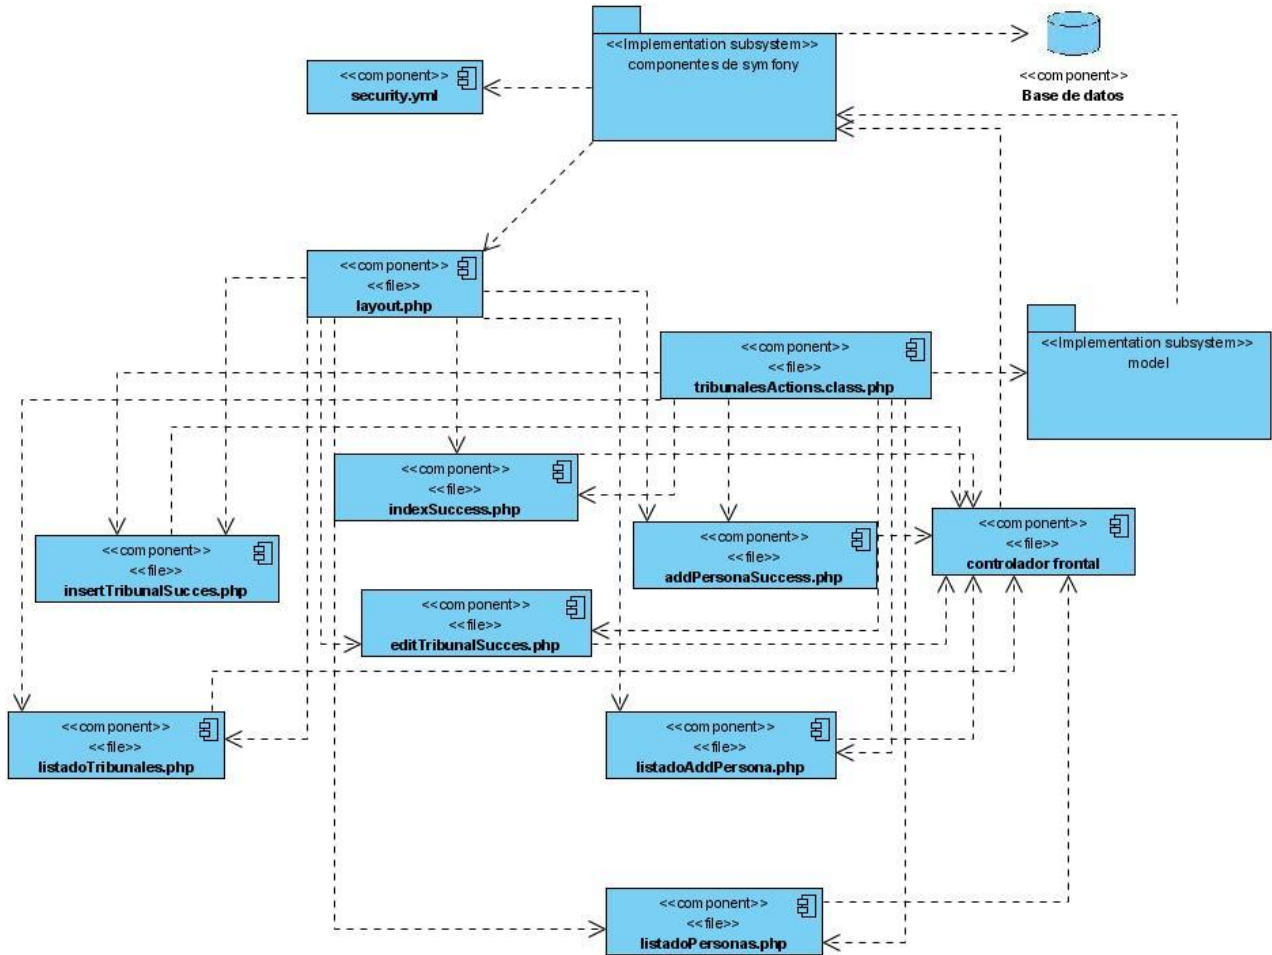 <<Implementation subsystem>>
componentes de symfony
<<component>>
Base de datos
<<component>>
security.yml
<<component>>
<<file>>
layout.php
<<component>>
<<file>>
tribunalesActions.class.php
<<Implementation subsystem>>
model
<<component>>
<<file>>
indexSuccess.php
<<component>>
<<file>>
insertTribunalSucces.php
<<component>>
<<file>>
addPersonaSuccess.php
<<component>>
<<file>>
controlador frontal
<<component>>
<<file>>
editTribunalSucces.php
<<component>>
<<file>>
listadoTribunales.php
<<component>>
<<file>>
listadoAddPersona.php
<<component>>
<<file>>
listadoPersonas.php